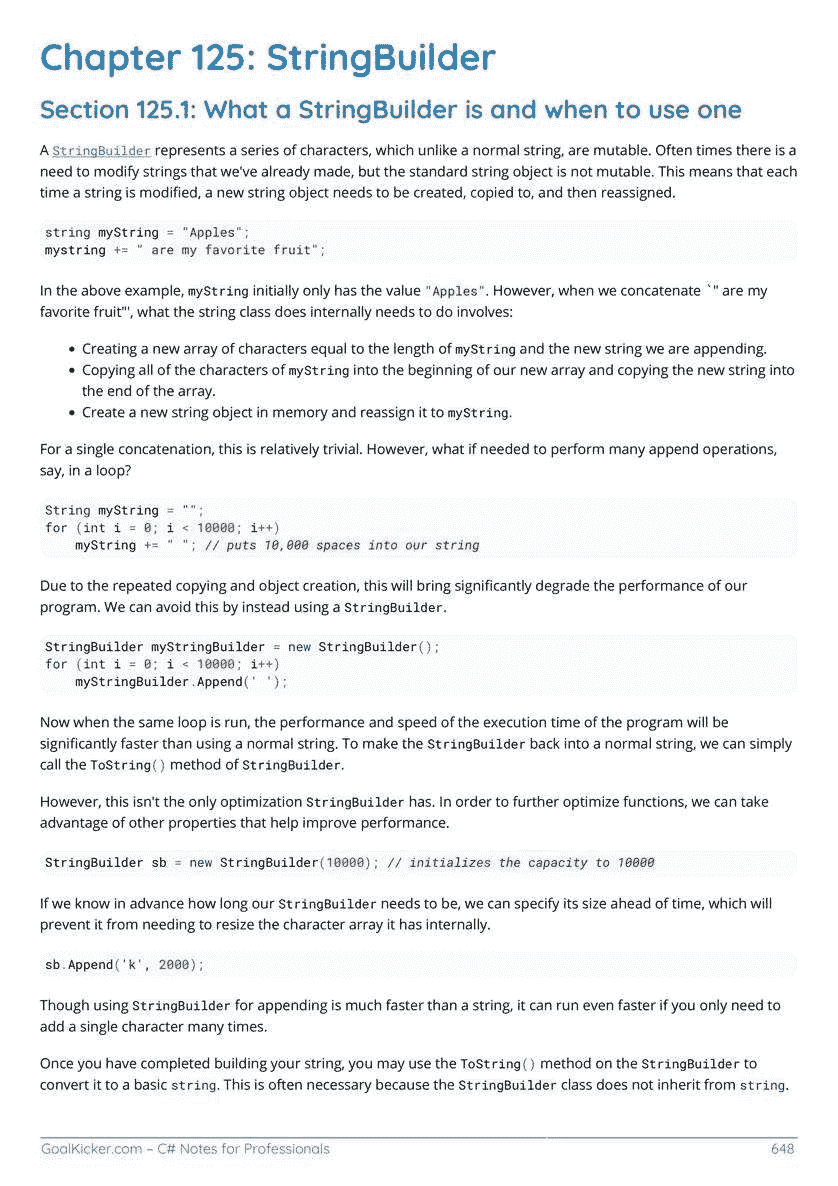 Chapter 125: StringBuilder
Section 125.1: What a StringBuilder is and when to use one
A StringBuilder represents a series of characters, which unlike a normal string, are mutable. Often times there is a
need to modify strings that we've already made, but the standard string object is not mutable. This means that each
time a string is modified, a new string object needs to be created, copied to, and then reassigned.
string myString = "Apples";
mystring += " are my favorite fruit";
In the above example, myString initially only has the value "Apples". However, when we concatenate `" are my
favorite fruit"', what the string class does internally needs to do involves:
• Creating a new array of characters equal to the length of myString and the new string we are appending.
• Copying all of the characters of myString into the beginning of our new array and copying the new string into
the end of the array.
• Create a new string object in memory and reassign it to myString.
For a single concatenation, this is relatively trivial. However, what if needed to perform many append operations,
say, in a loop?
String myString = "";
for (int i = 0; i < 10000; i++)
    myString += " "; // puts 10,000 spaces into our string
Due to the repeated copying and object creation, this will bring significantly degrade the performance of our
program. We can avoid this by instead using a StringBuilder.
StringBuilder myStringBuilder = new StringBuilder();
for (int i = 0; i < 10000; i++)
    myStringBuilder.Append(' ');
Now when the same loop is run, the performance and speed of the execution time of the program will be
significantly faster than using a normal string. To make the StringBuilder back into a normal string, we can simply
call the ToString() method of StringBuilder.
However, this isn't the only optimization StringBuilder has. In order to further optimize functions, we can take
advantage of other properties that help improve performance.
StringBuilder sb = new StringBuilder(10000); // initializes the capacity to 10000
If we know in advance how long our StringBuilder needs to be, we can specify its size ahead of time, which will
prevent it from needing to resize the character array it has internally.
sb.Append('k', 2000);
Though using StringBuilder for appending is much faster than a string, it can run even faster if you only need to
add a single character many times.
Once you have completed building your string, you may use the ToString() method on the StringBuilder to
convert it to a basic string. This is often necessary because the StringBuilder class does not inherit from string.
GoalKicker.com – C# Notes for Professionals 648